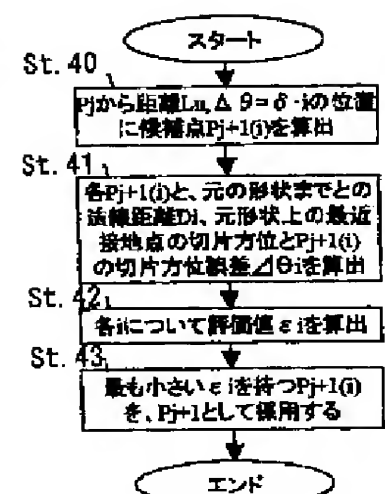 スタート
St. 40
Pjから距離Lu,Δθ=δ・iの位置
に候補点Pj+1(i)を算出
St. 41
各Pj+1(i)と、元の形状までとの
法線距離Di、元形状上の最近
接地点の切片方位とPj+1(i)
の切片方位誤差⊿Θiを算出
St. 42
各iについて評価値εiを算出
St. 43
最も小さいεiを持つPj+1(i)
を、Pj+1として採用する
エンド